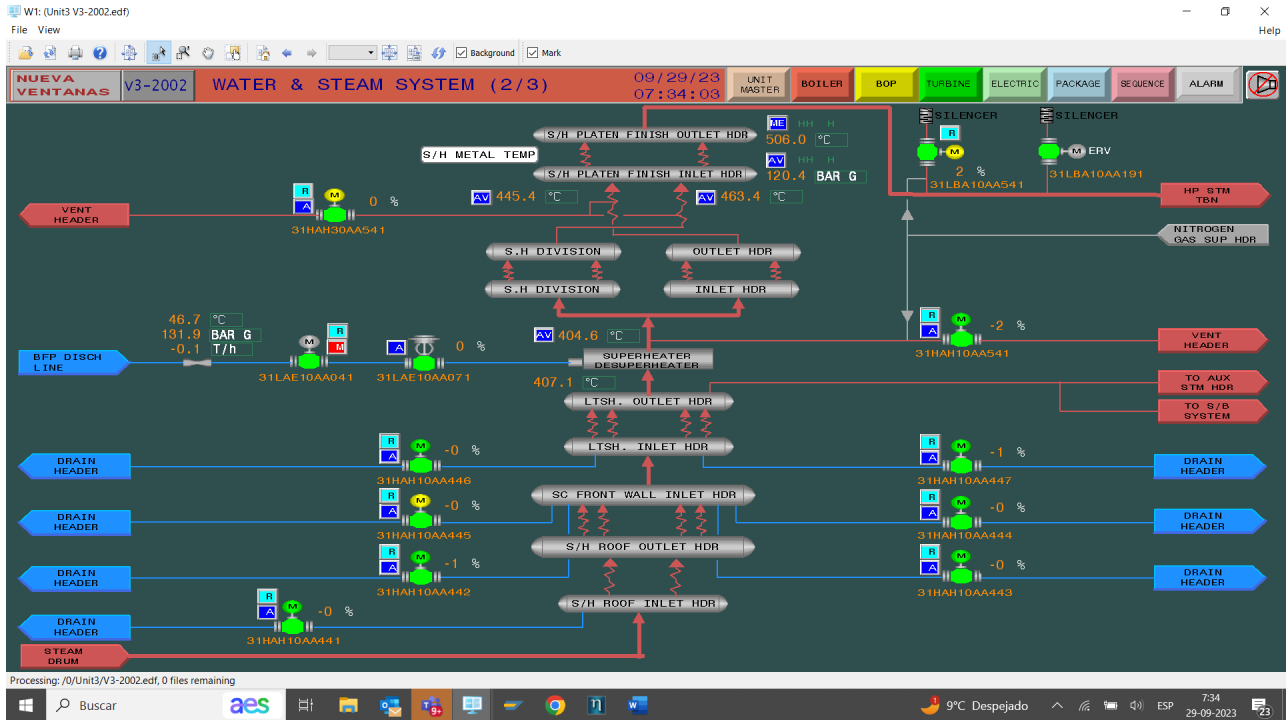 W1: (Unit3 V3-2002.edf)
File View Help
Background Mark
NUEVA VENTANAS
V3-2002
WATER & STEAM SYSTEM (2/3)
09/29/23
07:34:03
UNIT MASTER
BOILER
BOP
TURBINE
ELECTRIC
PACKAGE
SEQUENCE
ALARM
S/H PLATEN FINISH OUTLET HDR
ME HH H
506.0 °C
SILENCER
SILENCER
R
M
M ERV
S/H METAL TEMP
AV HH H
S/H PLATEN FINISH INLET HDR
120.4 BAR G
2 %
31LBA10AA541
31LBA10AA191
R
A
M
0 %
AV 445.4 °C
AV 463.4 °C
HP STM TBN
VENT HEADER
31HAH30AA541
NITROGEN GAS SUP HDR
S.H DIVISION
OUTLET HDR
S.H DIVISION
INLET HDR
46.7 °C
131.9 BAR G
-0.1 T/h
M
R
M
A
0 %
AV 404.6 °C
R
A
M
-2 %
VENT HEADER
31HAH10AA541
BFP DISCH LINE
31LAE10AA041
31LAE10AA071
SUPERHEATER DESUPERHEATER
407.1 °C
TO AUX STM HDR
LTSH. OUTLET HDR
TO S/B SYSTEM
R
A
M
-0 %
LTSH. INLET HDR
R
A
M
-1 %
DRAIN HEADER
31HAH10AA446
31HAH10AA447
DRAIN HEADER
R
A
M
-0 %
SC FRONT WALL INLET HDR
R
A
M
-0 %
DRAIN HEADER
31HAH10AA445
31HAH10AA444
DRAIN HEADER
R
A
M
-1 %
S/H ROOF OUTLET HDR
R
A
M
-0 %
DRAIN HEADER
31HAH10AA442
31HAH10AA443
DRAIN HEADER
R
A
M
-0 %
S/H ROOF INLET HDR
DRAIN HEADER
31HAH10AA441
STEAM DRUM
Processing: /0/Unit3/V3-2002.edf, 0 files remaining
Buscar
aes
9+
9°C Despejado
ESP
7:34
29-09-2023
23